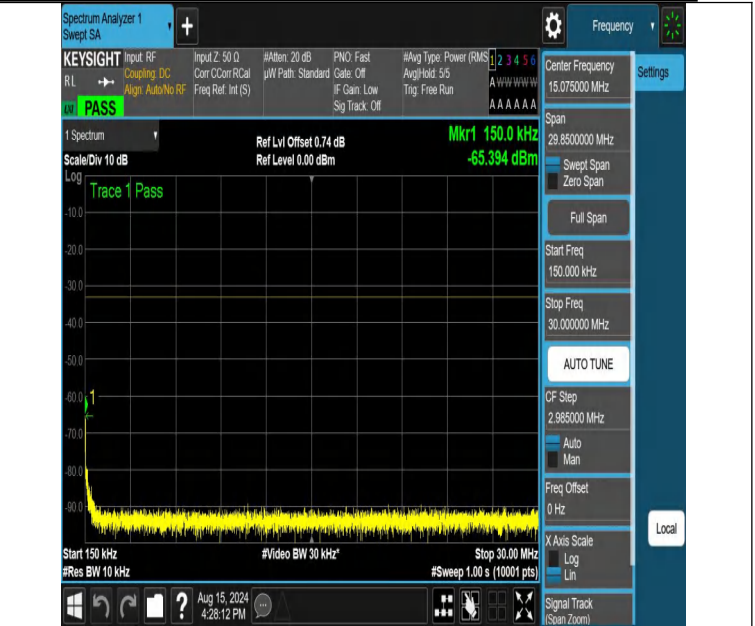 Spectrum Analyzer 1
Swept SA
+
Frequency
KEYSIGHT
RL
PASS
Input: RF
Coupling: DC
Align: Auto/No RF
Input Z: 50 Ω
Corr CCorr RCal
Freq Ref: Int (S)
#Atten: 20 dB
µW Path: Standard
PNO: Fast
Gate: Off
IF Gain: Low
Sig Track: Off
#Avg Type: Power (RMS
Avg|Hold: 5/5
Trig: Free Run
1 2 3 4 5 6
A W W W W W
A A A A A A
1 Spectrum
Scale/Div 10 dB
Log
Ref Lvl Offset 0.74 dB
Ref Level 0.00 dBm
Mkr1 150.0 kHz
-65.394 dBm
Trace 1 Pass
-10.0
-20.0
-30.0
-40.0
-50.0
-60.0
1
-70.0
-80.0
-90.0
Start 150 kHz
#Res BW 10 kHz
#Video BW 30 kHz*
Stop 30.00 MHz
#Sweep 1.00 s (10001 pts)
Aug 15, 2024
4:28:12 PM
?
Center Frequency
15.075000 MHz
Settings
Span
29.8500000 MHz
Swept Span
Zero Span
Full Span
Start Freq
150.000 kHz
Stop Freq
30.000000 MHz
AUTO TUNE
CF Step
2.985000 MHz
Auto
Man
Freq Offset
0 Hz
X Axis Scale
Log
Lin
Local
Signal Track
(Span Zoom)